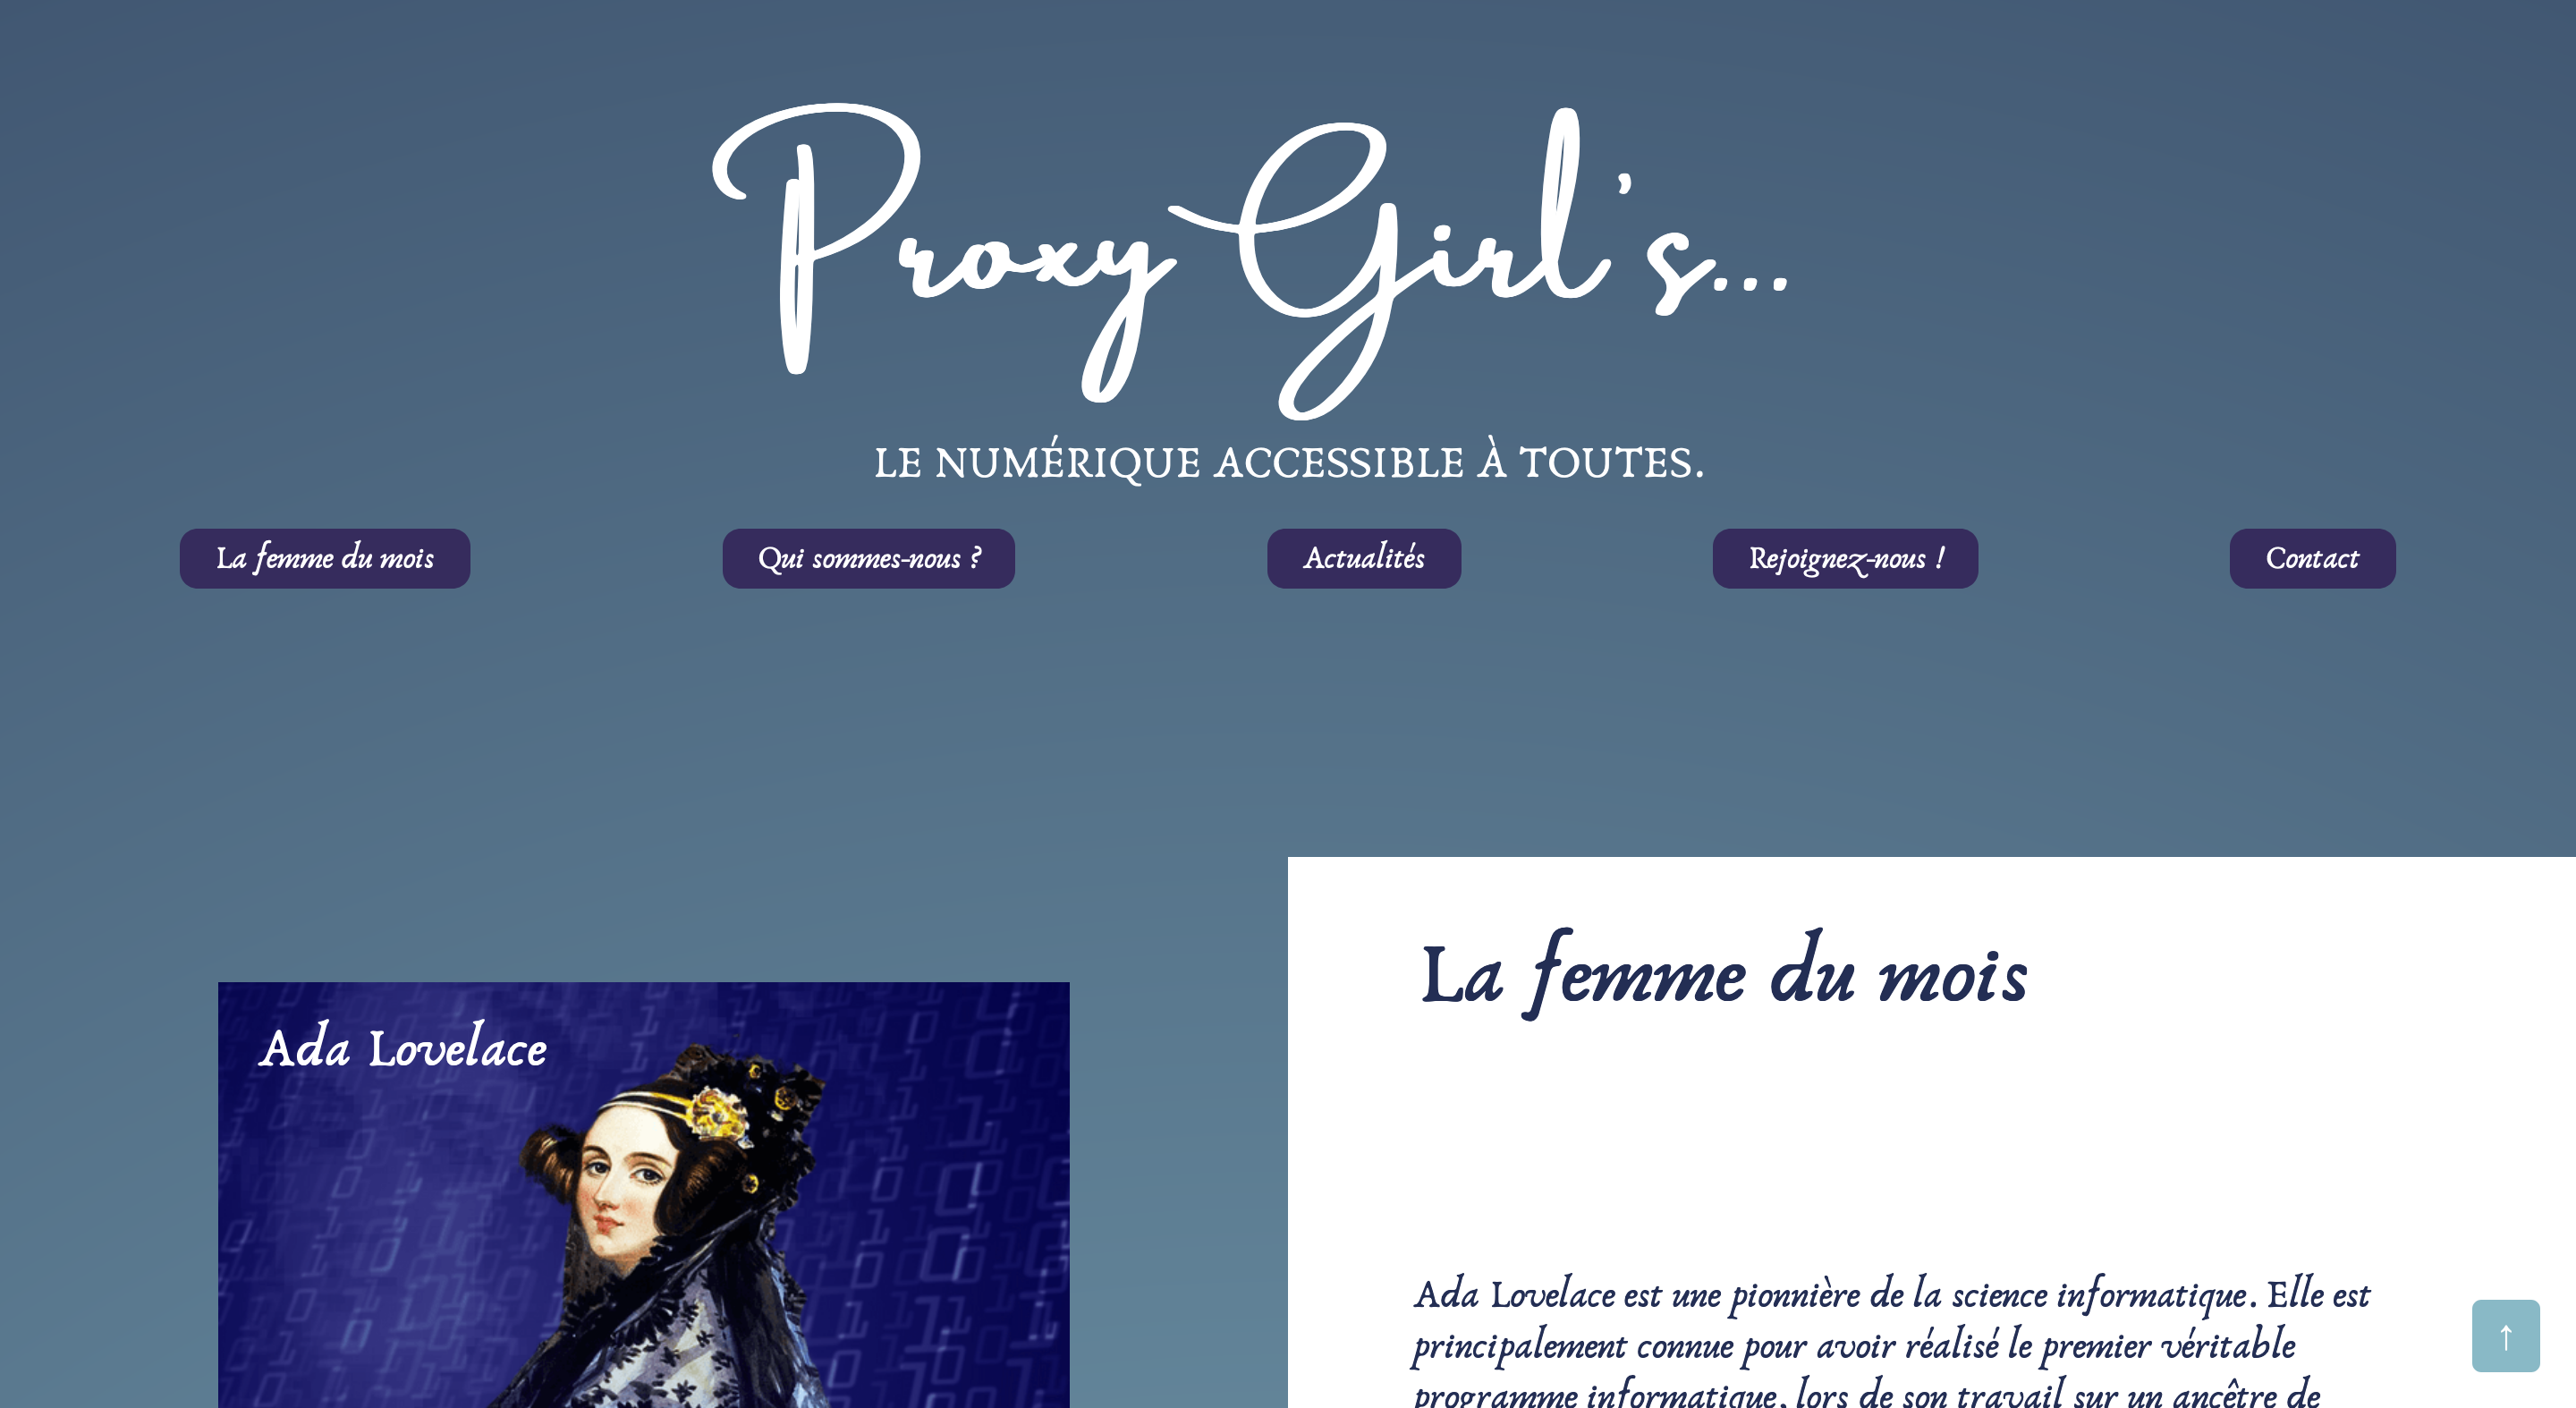 Proxy Girl's...
LE NUMÉRIQUE ACCESSIBLE À TOUTES.
La femme du mois
Qui sommes-nous ?
Actualités
Rejoignez-nous !
Contact
Ada Lovelace
La femme du mois
Ada Lovelace est une pionnière de la science informatique. Elle est
principalement connue pour avoir réalisé le premier véritable
programme informatique, lors de son travail sur un ancêtre de
↑